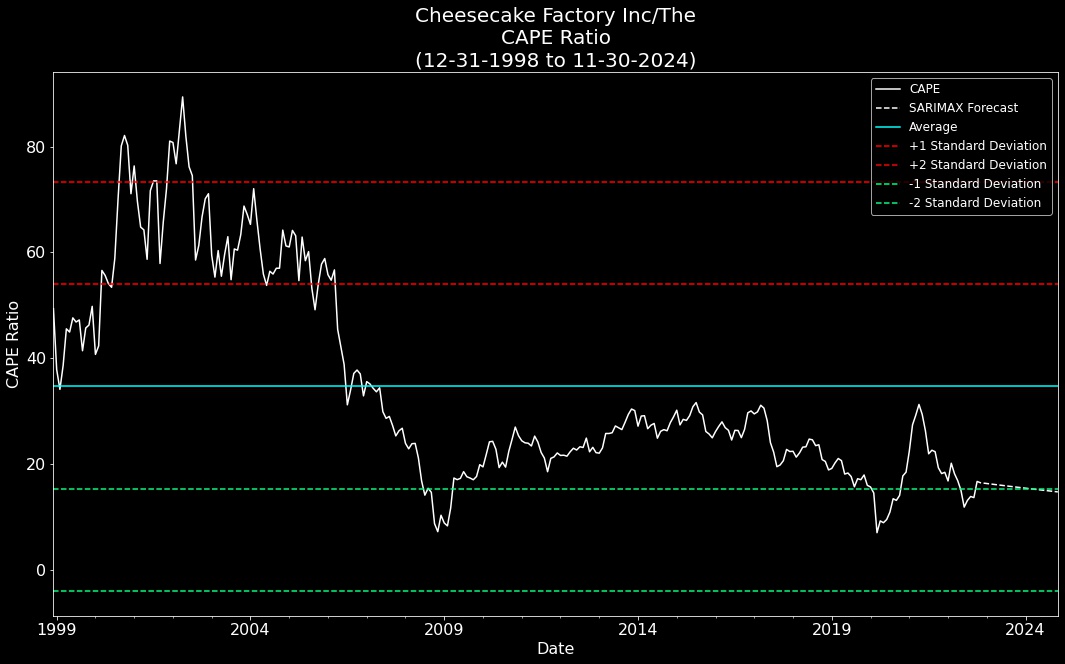 Cheesecake Factory Inc/The
CAPE Ratio
(12-31-1998 to 11-30-2024)
CAPE
SARIMAX Forecast
Average
+1 Standard Deviation
+2 Standard Deviation
-1 Standard Deviation
-2 Standard Deviation
CAPE Ratio
80
60
40
20
0
1999 2004 2009 2014 2019 2024
Date